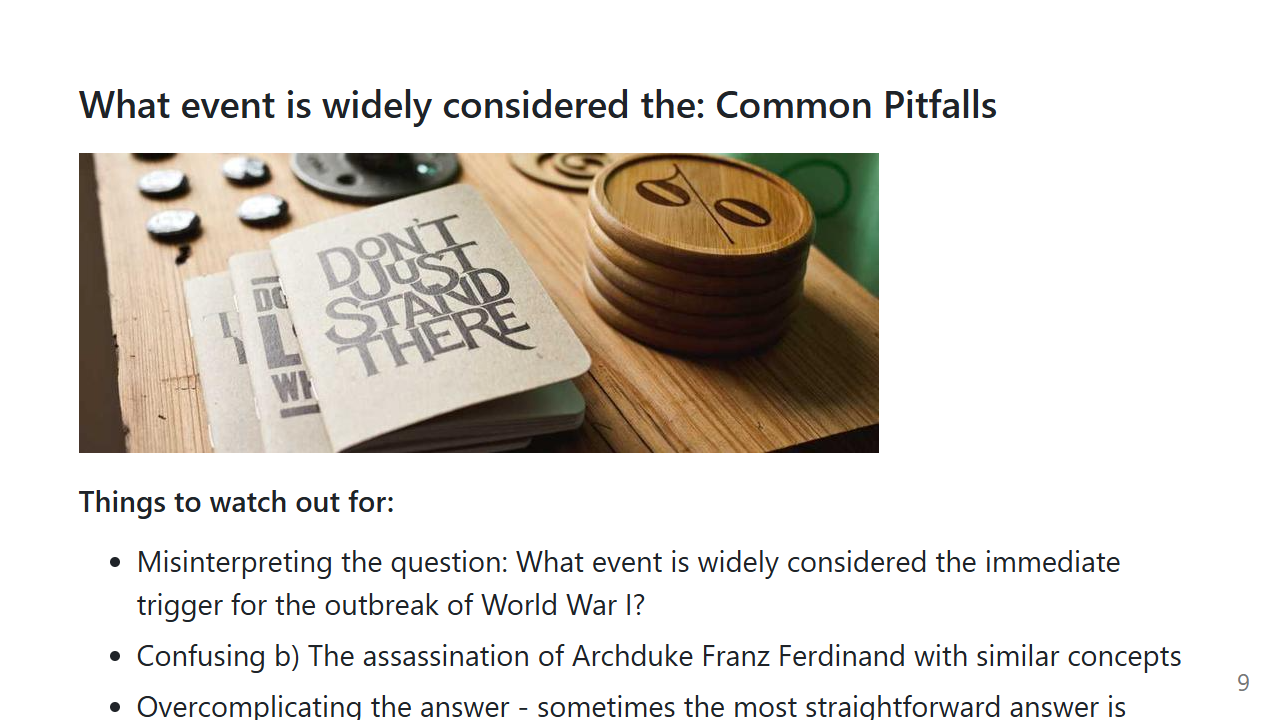 What event is widely considered the: Common Pitfalls
DON'T
JUST
STAND
THERE
%
Things to watch out for:
• Misinterpreting the question: What event is widely considered the immediate
trigger for the outbreak of World War I?
• Confusing b) The assassination of Archduke Franz Ferdinand with similar concepts
• Overcomplicating the answer - sometimes the most straightforward answer is
9